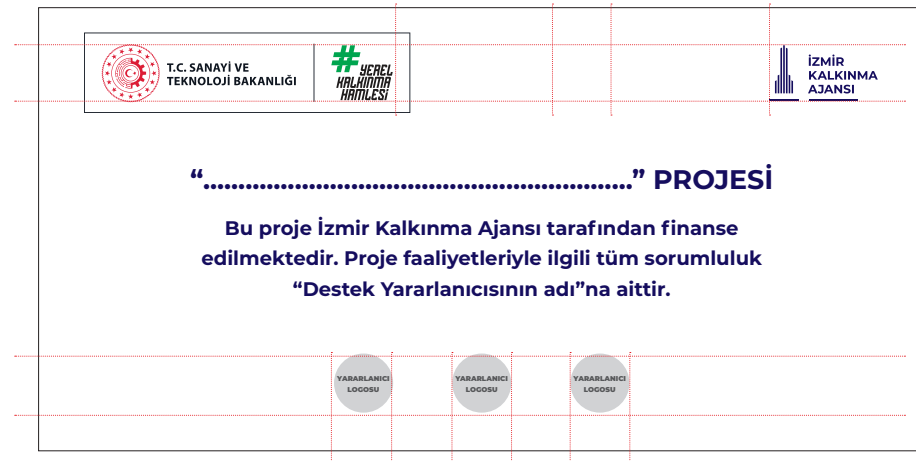 T.C. SANAYİ VE
TEKNOLOJİ BAKANLIĞI
#YEREL
KALKINMA
HAMLESİ
İZMİR
KALKINMA
AJANSI
“.............................................................” PROJESİ
Bu proje İzmir Kalkınma Ajansı tarafından finanse
edilmektedir. Proje faaliyetleriyle ilgili tüm sorumluluk
“Destek Yararlanıcısının adı”na aittir.
YARARLANICI
LOGOSU
YARARLANICI
LOGOSU
YARARLANICI
LOGOSU